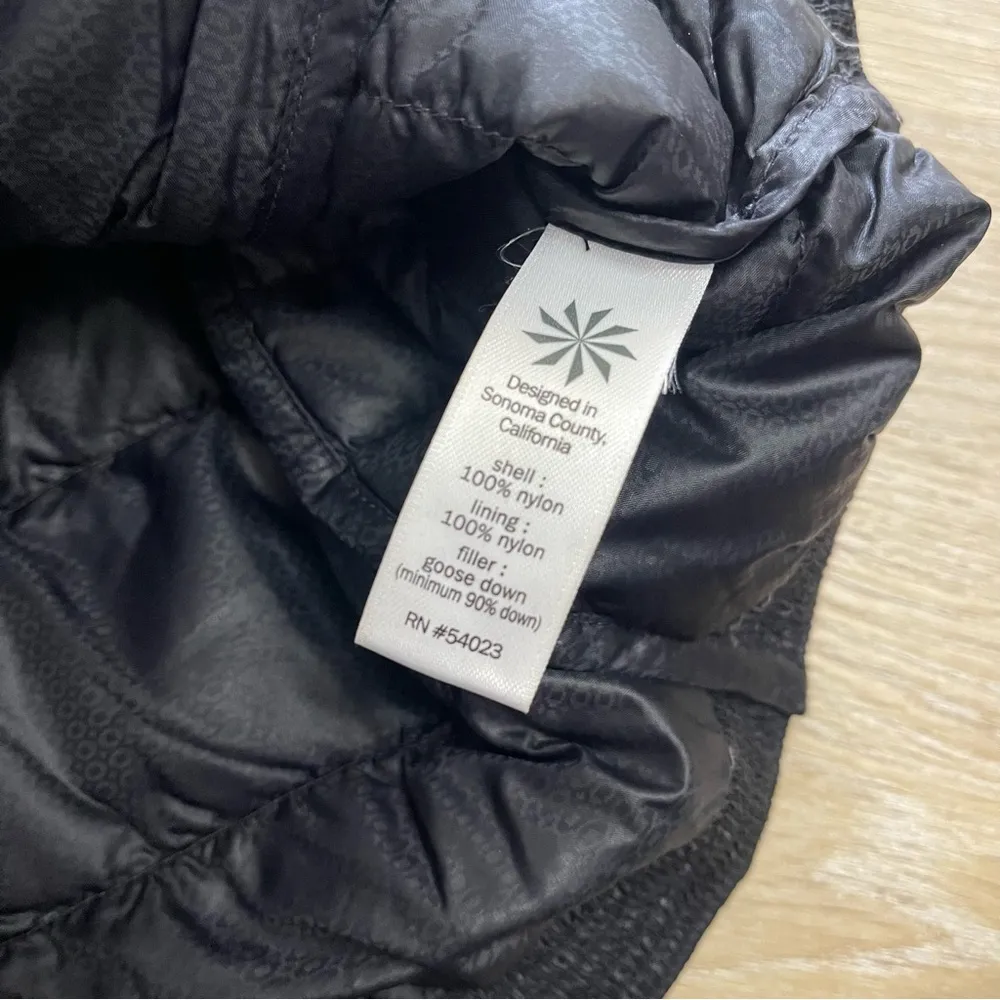 Designed in
Sonoma County,
California
shell :
100% nylon
lining :
100% nylon
filler :
goose down
(minimum 90% down)
RN #54023